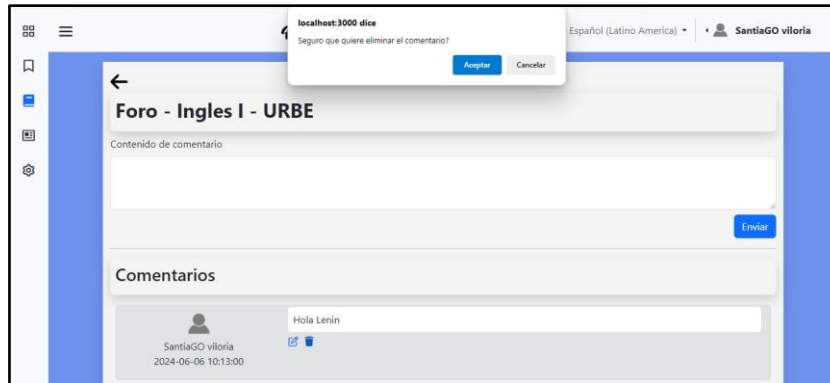 localhost:3000 dice
Seguro que quiere eliminar el comentario?
Aceptar Cancelar
Español (Latino America)
SantiaGO viloria
Foro - Ingles I - URBE
Contenido de comentario
Enviar
Comentarios
Hola Lenin
SantiaGO viloria
2024-06-06 10:13:00